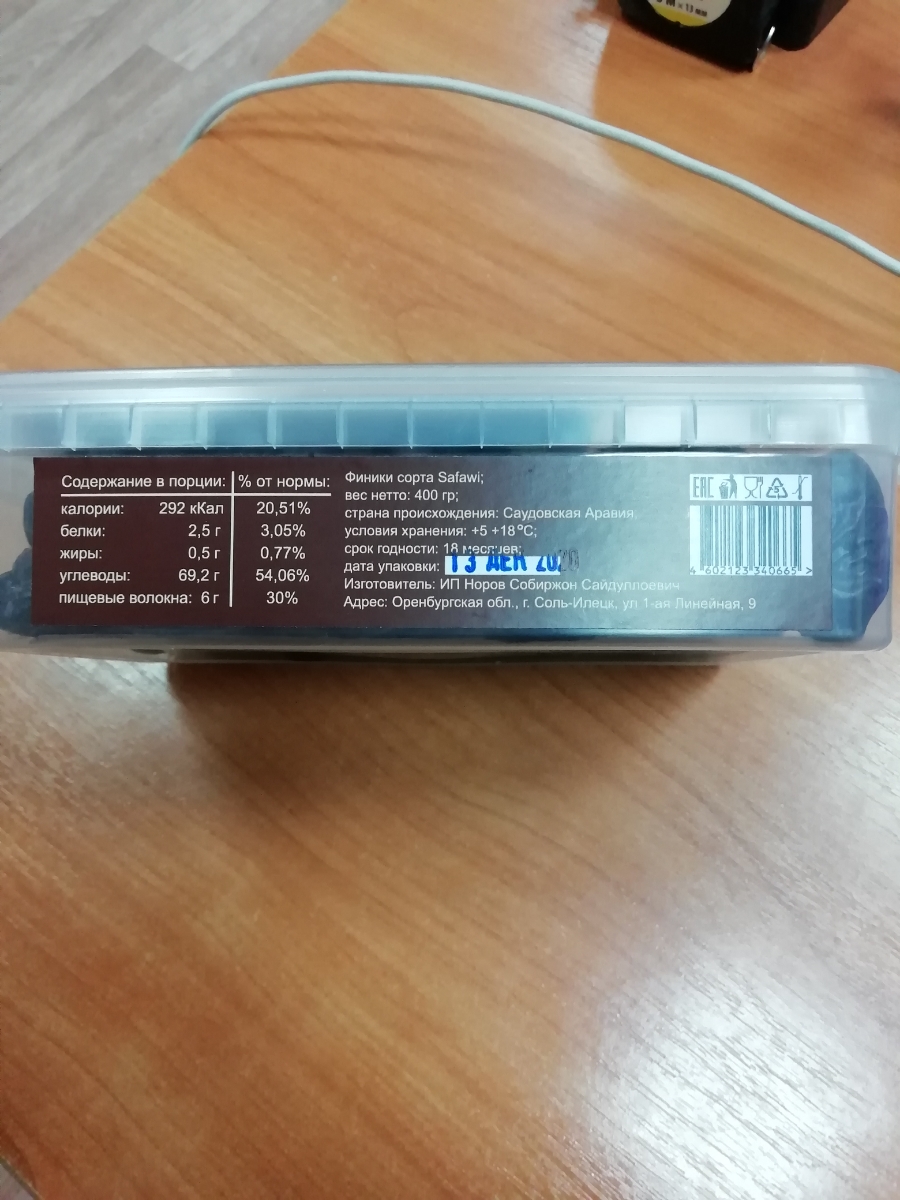 М × 13 мм
Содержание в порции: % от нормы:
калории: 292 кКал 20,51%
белки: 2,5 г 3,05%
жиры: 0,5 г 0,77%
углеводы: 69,2 г 54,06%
пищевые волокна: 6 г 30%
Финики сорта Safawi;
вес нетто: 400 гр;
страна происхождения: Саудовская Аравия.
условия хранения: +5 +18°С;
срок годности: 18 месяцев;
дата упаковки: 13 ДЕК 2020
Изготовитель: ИП Норов Собиржон Сайдуллоевич
Адрес: Оренбургская обл., г. Соль-Илецк, ул 1-ая Линейная, 9
EAC
5
4 602123 340665 >